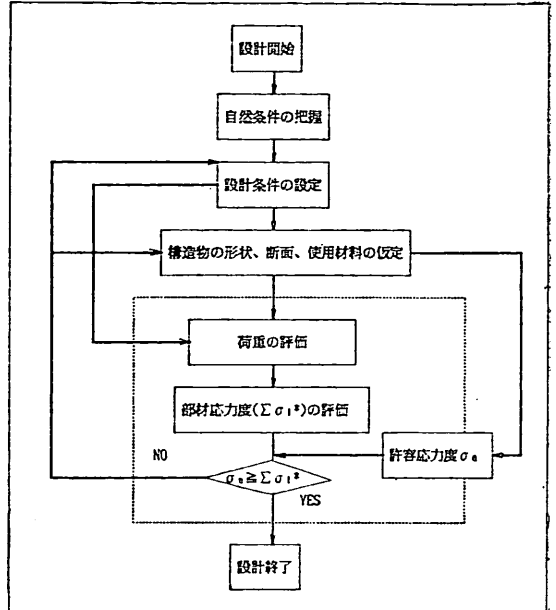 設計開始
自然条件の把握
設計条件の設定
構造物の形状、断面、使用材料の仮定
荷重の評価
部材応力度(Σσi*)の評価
許容応力度σa
NO
σa≧Σσi*
YES
設計終了